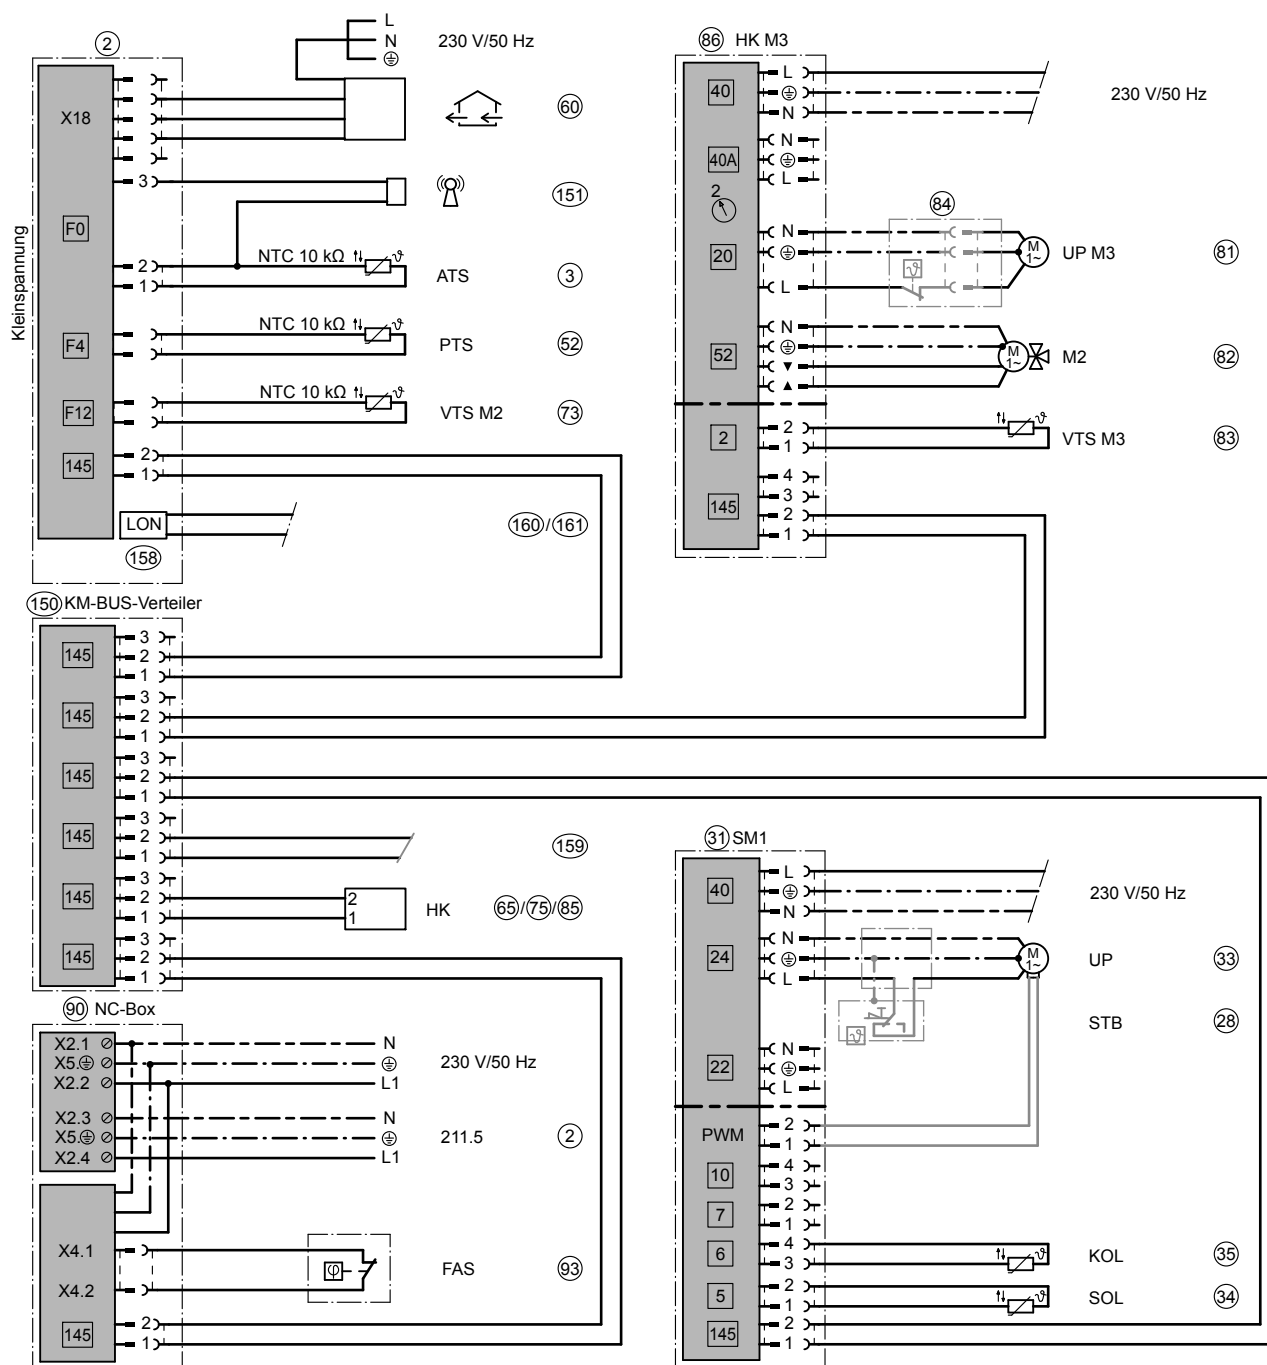 2
L
N
230 V/50 Hz
X18
60
3
151
F0
Kleinspannung
NTC 10 kΩ
ϑ
2
1
ATS
3
F4
NTC 10 kΩ
ϑ
PTS
52
F12
NTC 10 kΩ
ϑ
VTS M2
73
145
2
1
LON
158
160/161
150 KM-BUS-Verteiler
145
3
2
1
145
3
2
1
145
3
2
1
145
3
2
1
159
145
3
2
1
2
1
HK
65/75/85
145
3
2
1
90 NC-Box
X2.1
N
X5.
230 V/50 Hz
X2.2
L1
X2.3
N
X5.
211.5
2
X2.4
L1
X4.1
X4.2
φ
FAS
93
145
2
1
86 HK M3
40
L
N
230 V/50 Hz
40A
N
L
2
84
20
N
L
ϑ
M
1~
UP M3
81
52
N
M
1~
M2
82
2
2
1
ϑ
VTS M3
83
145
4
3
2
1
31 SM1
40
L
N
230 V/50 Hz
24
N
L
M
1~
UP
33
ϑ
STB
28
22
N
L
PWM
2
1
10
4
3
7
2
1
6
4
3
ϑ
KOL
35
5
2
1
ϑ
SOL
34
145
2
1